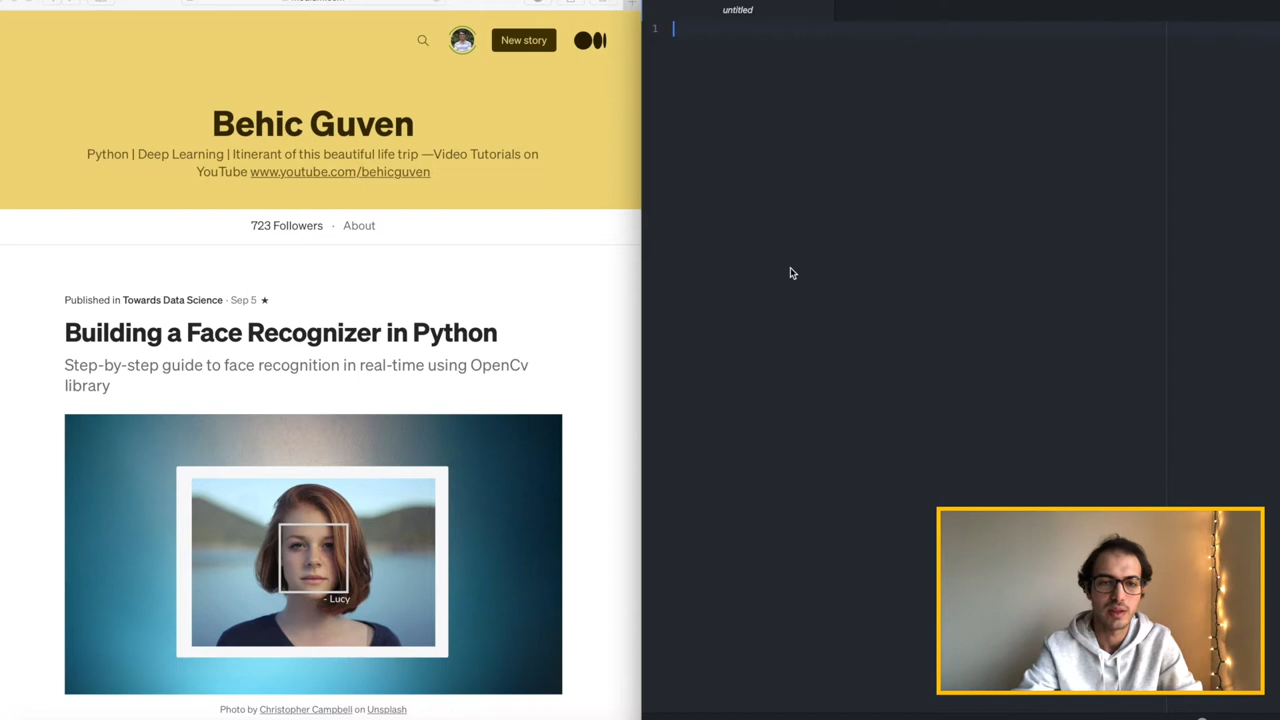 New story
Behic Guven
Python | Deep Learning | Itinerant of this beautiful life trip —Video Tutorials on
YouTube www.youtube.com/behicguven
723 Followers · About
Published in Towards Data Science · Sep 5 ★
Building a Face Recognizer in Python
Step-by-step guide to face recognition in real-time using OpenCv
library
- Lucy
Photo by Christopher Campbell on Unsplash
untitled
1